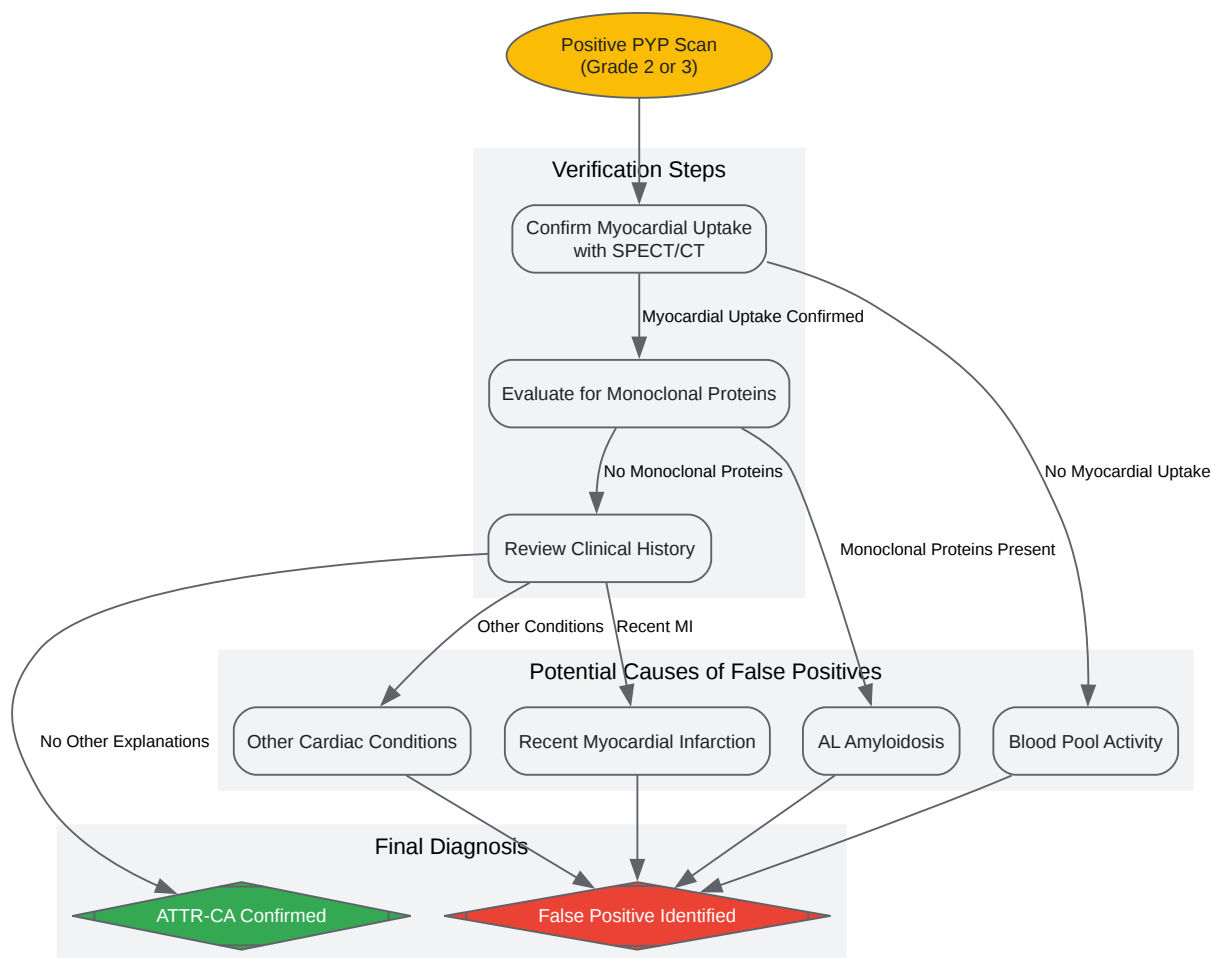 Positive PYP Scan
(Grade 2 or 3)
Verification Steps
Confirm Myocardial Uptake
with SPECT/CT
Myocardial Uptake Confirmed
Evaluate for Monoclonal Proteins
No Monoclonal Proteins
No Myocardial Uptake
Review Clinical History
Monoclonal Proteins Present
Other Conditions
Recent MI
Potential Causes of False Positives
No Other Explanations
Other Cardiac Conditions
Recent Myocardial Infarction
AL Amyloidosis
Blood Pool Activity
Final Diagnosis
ATTR-CA Confirmed
False Positive Identified